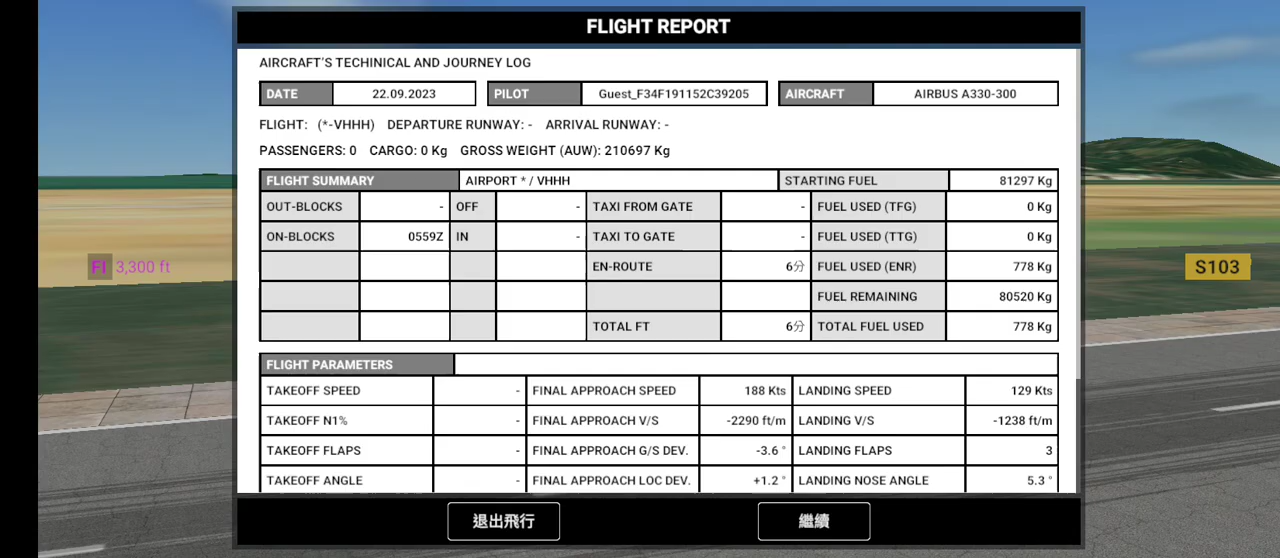 FLIGHT REPORT
AIRCRAFT'S TECHINICAL AND JOURNEY LOG
DATE 22.09.2023 PILOT Guest_F34F191152C39205 AIRCRAFT AIRBUS A330-300
FLIGHT: (*-VHHH) DEPARTURE RUNWAY: - ARRIVAL RUNWAY: -
PASSENGERS: 0 CARGO: 0 Kg GROSS WEIGHT (AUW): 210697 Kg
FLIGHT SUMMARY AIRPORT * / VHHH STARTING FUEL 81297 Kg
OUT-BLOCKS - OFF - TAXI FROM GATE - FUEL USED (TFG) 0 Kg
ON-BLOCKS 0559Z IN - TAXI TO GATE - FUEL USED (TTG) 0 Kg
EN-ROUTE 6分 FUEL USED (ENR) 778 Kg
FUEL REMAINING 80520 Kg
TOTAL FT 6分 TOTAL FUEL USED 778 Kg
FLIGHT PARAMETERS
TAKEOFF SPEED - FINAL APPROACH SPEED 188 Kts LANDING SPEED 129 Kts
TAKEOFF N1% - FINAL APPROACH V/S -2290 ft/m LANDING V/S -1238 ft/m
TAKEOFF FLAPS - FINAL APPROACH G/S DEV. -3.6 ° LANDING FLAPS 3
TAKEOFF ANGLE - FINAL APPROACH LOC DEV. +1.2 ° LANDING NOSE ANGLE 5.3 °
FI 3,300 ft
S103
退出飛行 繼續